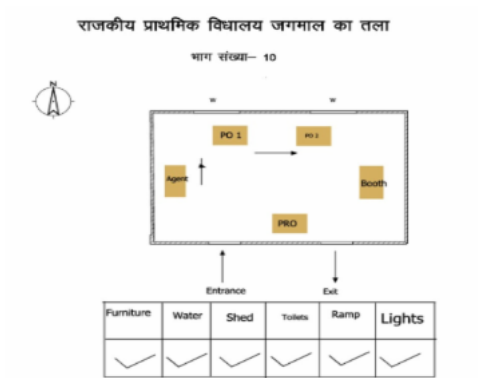 राजकीय प्राथमिक विधालय जगमाल का तला
भाग संख्या– 10
N
W W
PO 1 PO 2
Agent
Booth
PRO
Entrance Exit
Furniture Water Shed Toilets Ramp Lights